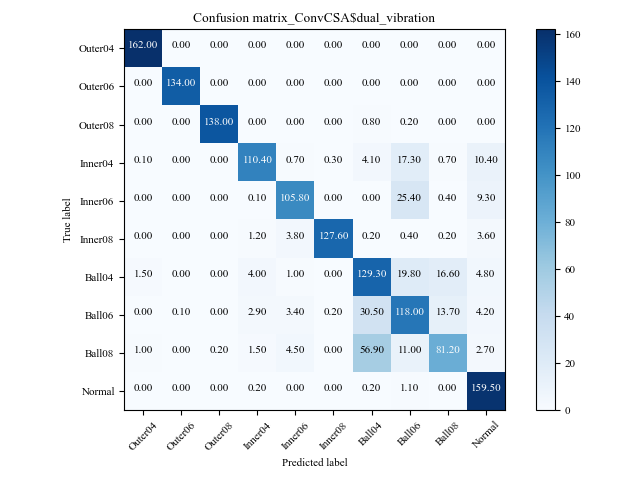 Confusion matrix_ConvCSA$dual_vibration
Outer04 162.00 0.00 0.00 0.00 0.00 0.00 0.00 0.00 0.00 0.00
Outer06 0.00 134.00 0.00 0.00 0.00 0.00 0.00 0.00 0.00 0.00
Outer08 0.00 0.00 138.00 0.00 0.00 0.00 0.80 0.20 0.00 0.00
Inner04 0.10 0.00 0.00 110.40 0.70 0.30 4.10 17.30 0.70 10.40
Inner06 0.00 0.00 0.00 0.10 105.80 0.00 0.00 25.40 0.40 9.30
Inner08 0.00 0.00 0.00 1.20 3.80 127.60 0.20 0.40 0.20 3.60
Ball04 1.50 0.00 0.00 4.00 1.00 0.00 129.30 19.80 16.60 4.80
Ball06 0.00 0.10 0.00 2.90 3.40 0.20 30.50 118.00 13.70 4.20
Ball08 1.00 0.00 0.20 1.50 4.50 0.00 56.90 11.00 81.20 2.70
Normal 0.00 0.00 0.00 0.20 0.00 0.00 0.20 1.10 0.00 159.50
True label
Outer04 Outer06 Outer08 Inner04 Inner06 Inner08 Ball04 Ball06 Ball08 Normal
Predicted label
160
140
120
100
80
60
40
20
0